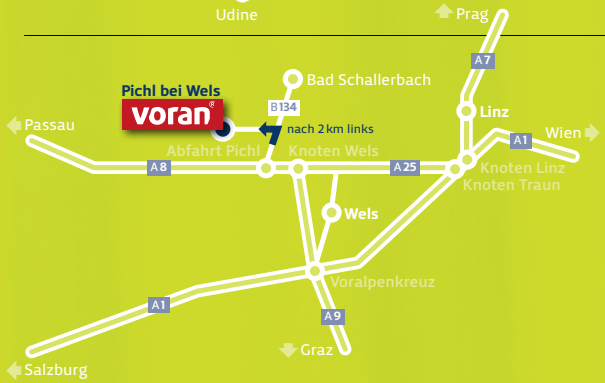 Udine
Prag
A7
Pichl bei Wels
Bad Schallerbach
voran®
B134
Linz
Passau
nach 2 km links
A1
Wien
Abfahrt Pichl
Knoten Wels
A8
A25
Knoten Linz
Knoten Traun
Wels
Voralpenkreuz
A1
A9
Graz
Salzburg